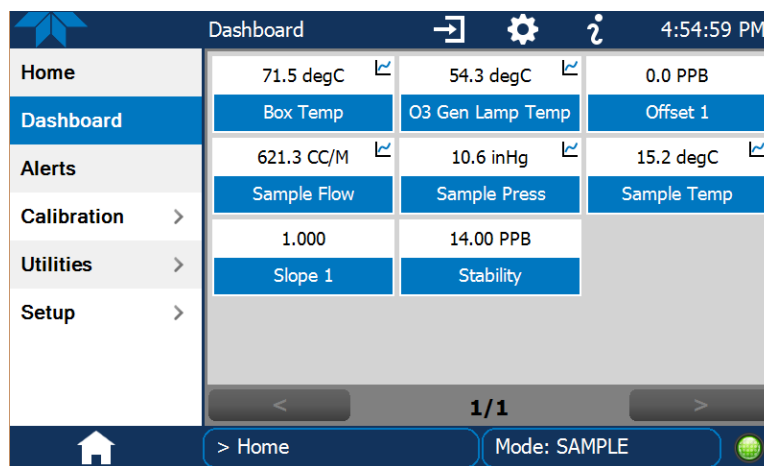 Dashboard
4:54:59 PM
Home
Dashboard
Alerts
Calibration >
Utilities >
Setup >
71.5 degC
Box Temp
54.3 degC
O3 Gen Lamp Temp
0.0 PPB
Offset 1
621.3 CC/M
Sample Flow
10.6 inHg
Sample Press
15.2 degC
Sample Temp
1.000
Slope 1
14.00 PPB
Stability
< 1/1 >
> Home
Mode: SAMPLE